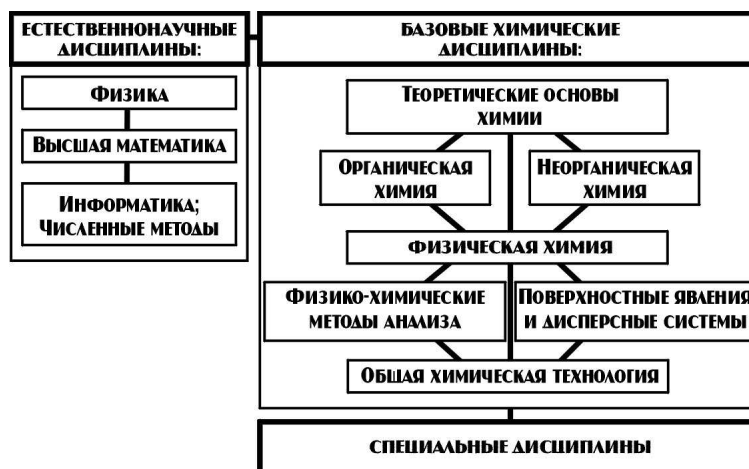 ЕСТЕСТВЕННОНАУЧНЫЕ
ДИСЦИПЛИНЫ:
ФИЗИКА
ВЫСШАЯ МАТЕМАТИКА
ИНФОРМАТИКА;
ЧИСЛЕННЫЕ МЕТОДЫ
БАЗОВЫЕ ХИМИЧЕСКИЕ
ДИСЦИПЛИНЫ:
ТЕОРЕТИЧЕСКИЕ ОСНОВЫ
ХИМИИ
ОРГАНИЧЕСКАЯ
ХИМИЯ
НЕОРГАНИЧЕСКАЯ
ХИМИЯ
ФИЗИЧЕСКАЯ ХИМИЯ
ФИЗИКО-ХИМИЧЕСКИЕ
МЕТОДЫ АНАЛИЗА
ПОВЕРХНОСТНЫЕ ЯВЛЕНИЯ
И ДИСПЕРСНЫЕ СИСТЕМЫ
ОБЩАЯ ХИМИЧЕСКАЯ ТЕХНОЛОГИЯ
СПЕЦИАЛЬНЫЕ ДИСЦИПЛИНЫ